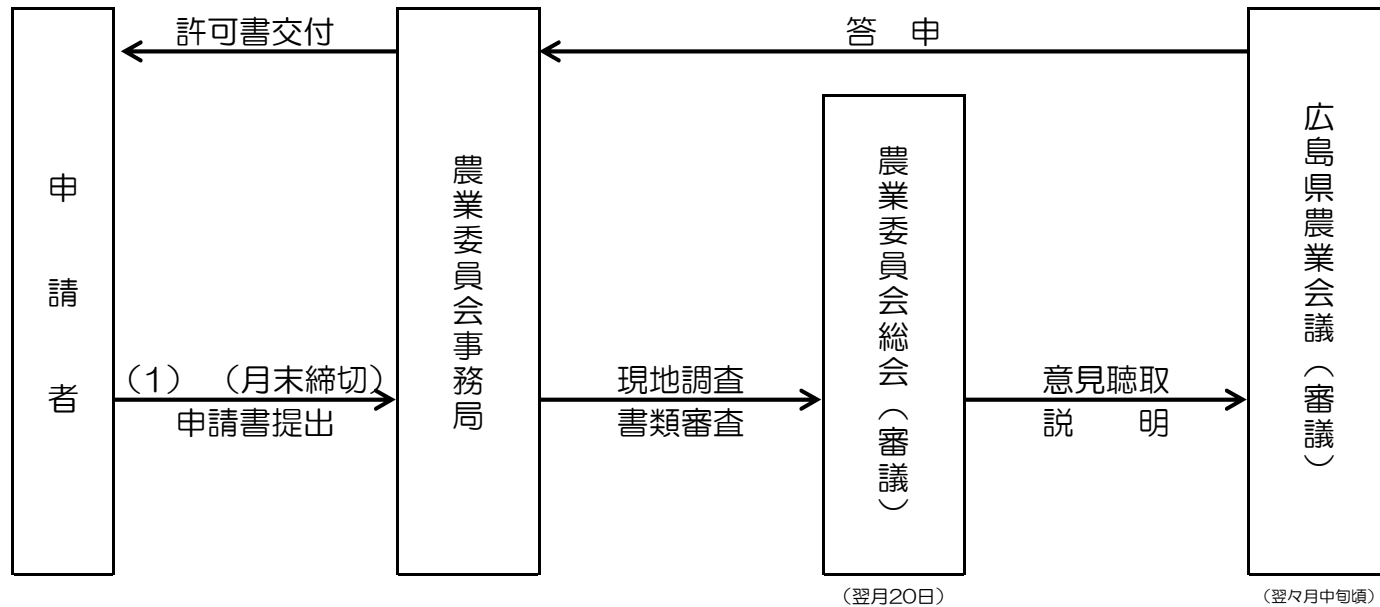 許可書交付
答　申
申請者
農業委員会事務局
農業委員会総会（審議）
広島県農業会議（審議）
（1）　（月末締切）
申請書提出
現地調査
書類審査
意見聴取
説　明
（翌月20日）
（翌々月中旬頃）